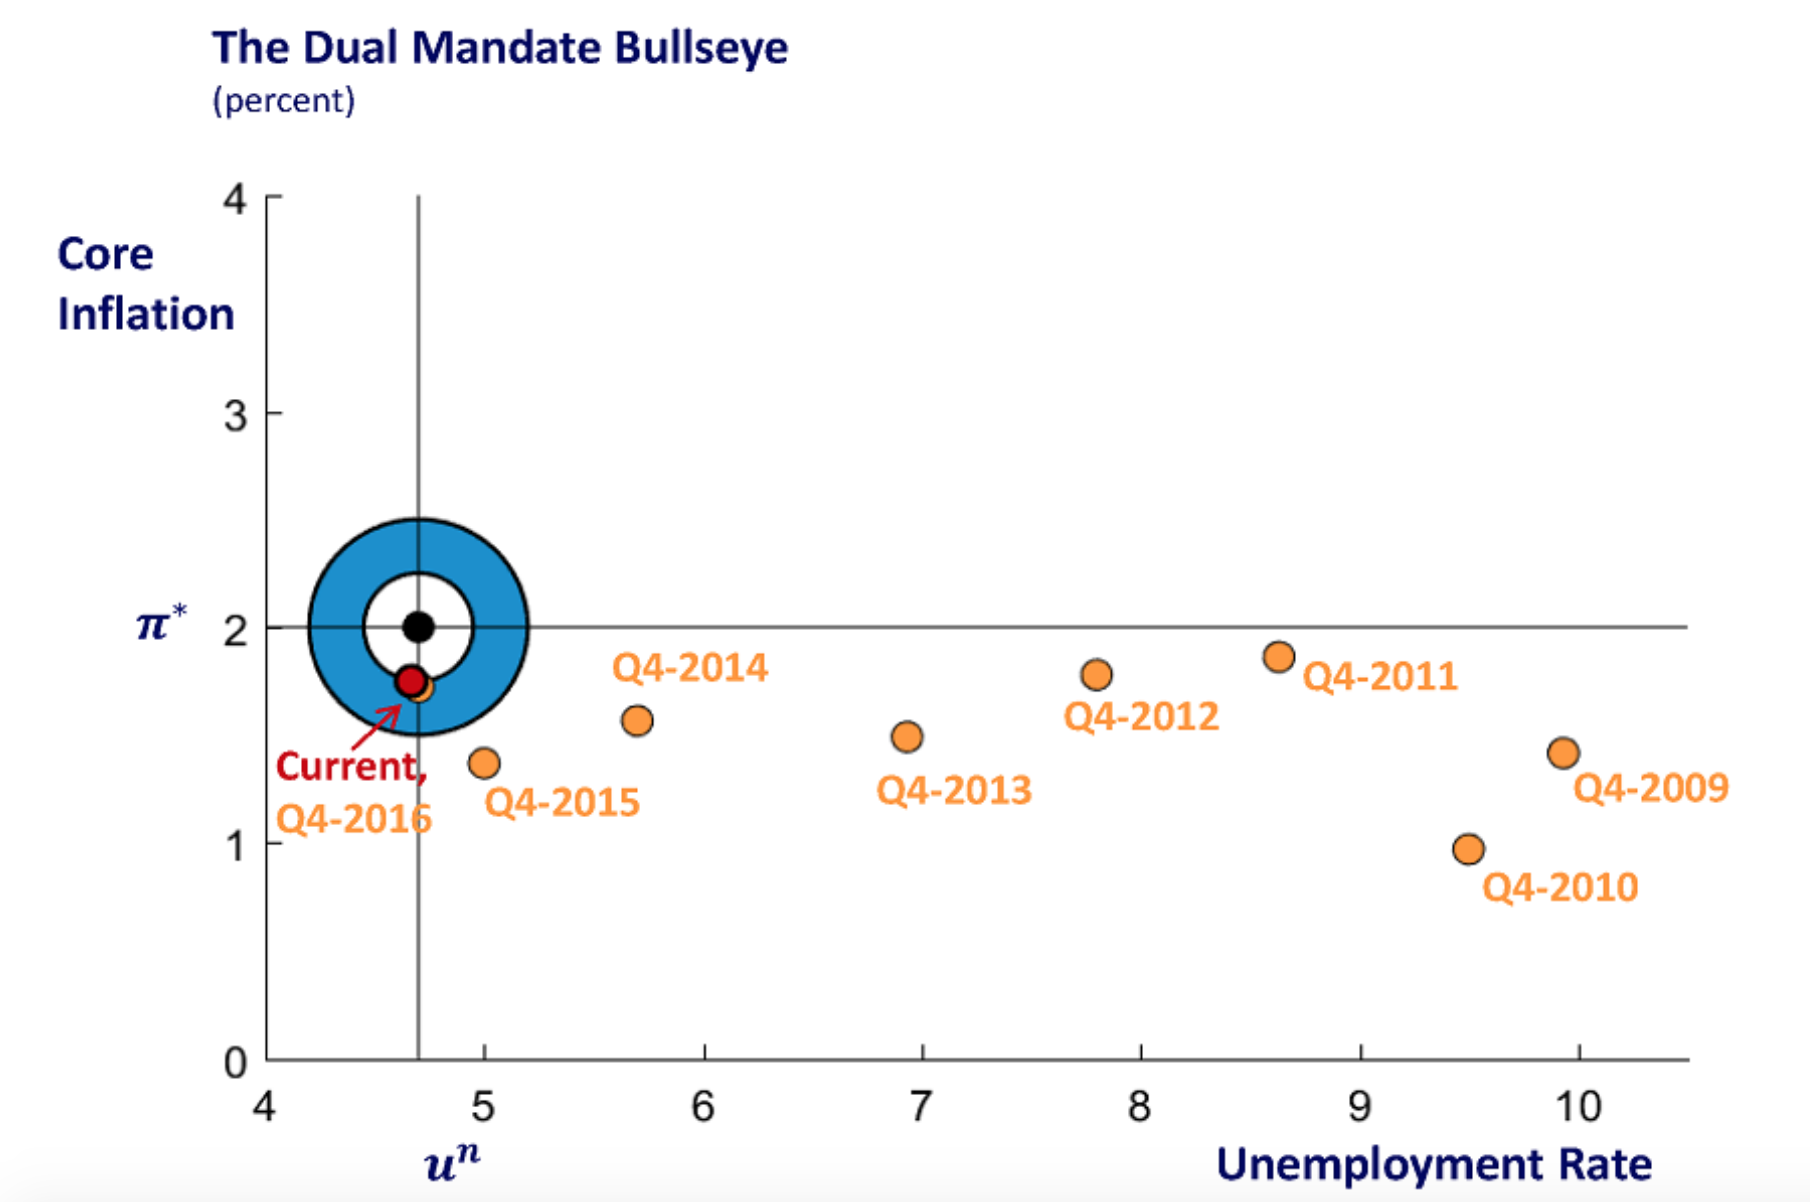 The Dual Mandate Bullseye
(percent)
4
Core
Inflation
3
π* 2
Q4-2014
Q4-2011
Q4-2012
Current,
Q4-2009
Q4-2013
Q4-2015
Q4-2016
1
Q4-2010
0
4 5 6 7 8 9 10
uⁿ Unemployment Rate